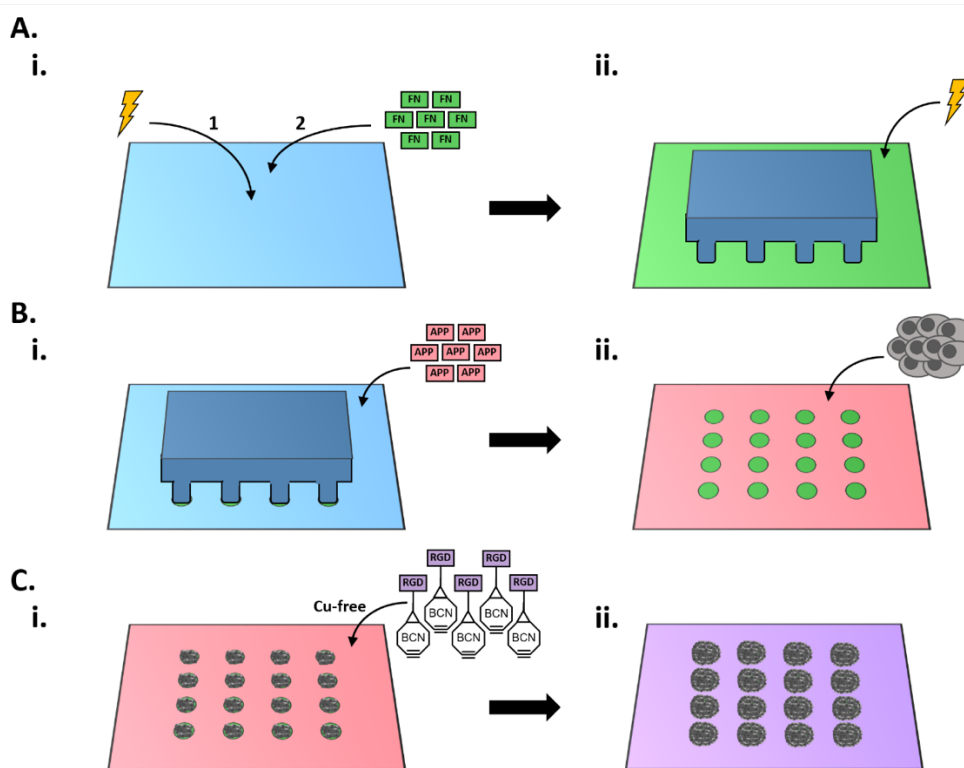 A.
i.
ii.
1
2
FN FN
FN FN FN
FN FN
B.
i.
ii.
APP APP
APP APP APP
APP APP
C.
i.
ii.
Cu-free
RGD RGD
RGD RGD RGD
BCN BCN
BCN BCN BCN